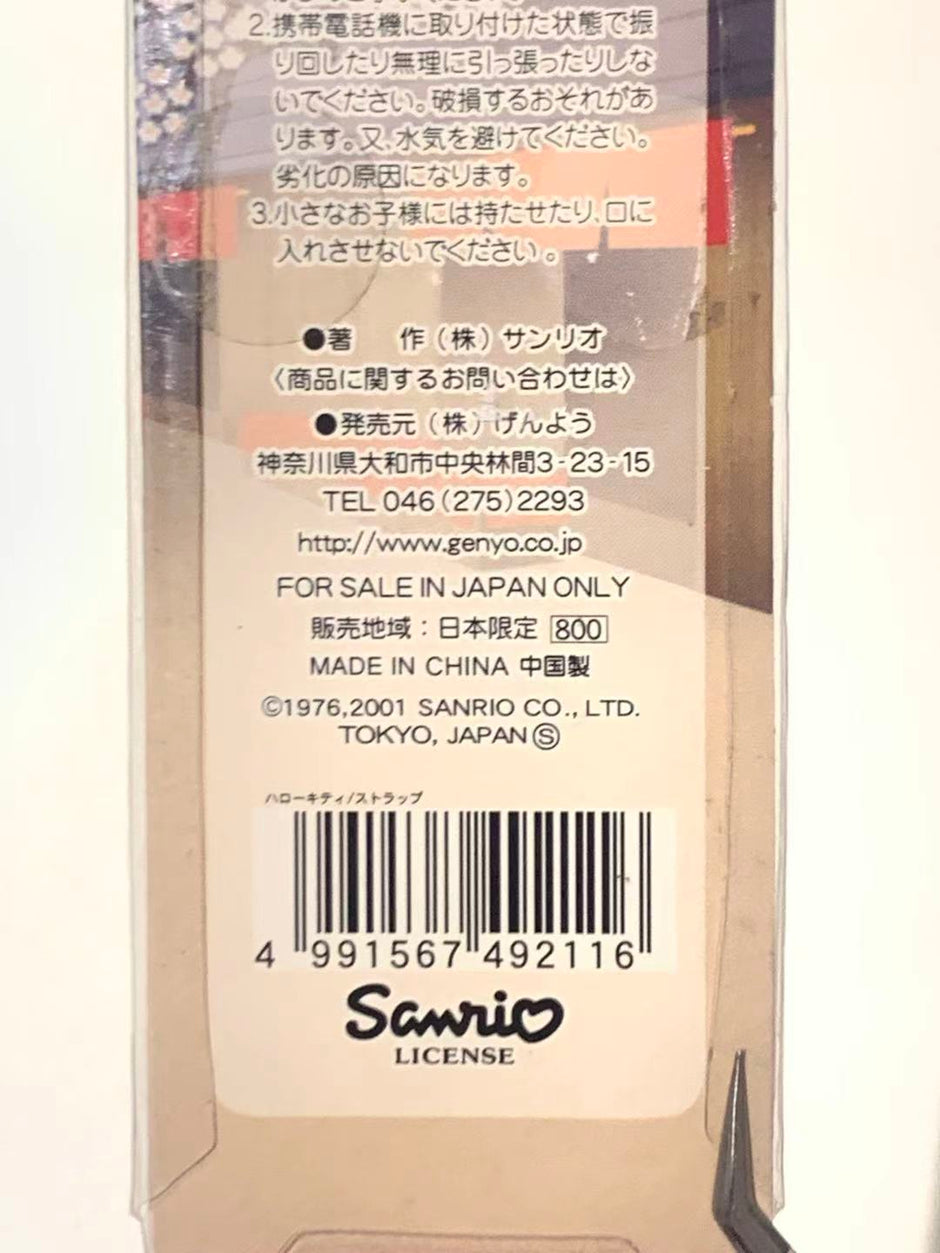 2.携帯電話機に取り付けた状態で振
り回したり無理に引っ張ったりしな
いでください。破損するおそれがあ
ります。又、水気を避けてください。
劣化の原因になります。
3.小さなお子様には持たせたり、口に
入れさせないでください。
●著　作（株）サンリオ
〈商品に関するお問い合わせは〉
●発売元（株）げんよう
神奈川県大和市中央林間3-23-15
TEL 046(275)2293
http://www.genyo.co.jp
FOR SALE IN JAPAN ONLY
販売地域：日本限定 800
MADE IN CHINA 中国製
©1976,2001 SANRIO CO., LTD.
TOKYO, JAPAN Ⓢ
ハローキティ/ストラップ
4 991567 492116
Sanrio
LICENSE